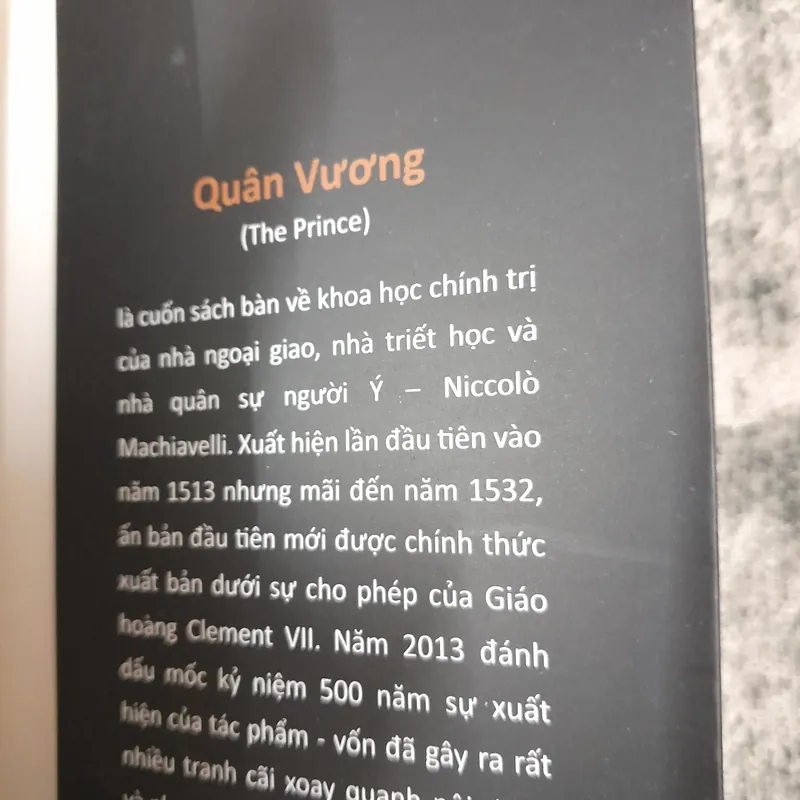 Quân Vương
(The Prince)
là cuốn sách bàn về khoa học chính trị
của nhà ngoại giao, nhà triết học và
nhà quân sự người Ý – Niccolò
Machiavelli. Xuất hiện lần đầu tiên vào
năm 1513 nhưng mãi đến năm 1532,
ấn bản đầu tiên mới được chính thức
xuất bản dưới sự cho phép của Giáo
hoàng Clement VII. Năm 2013 đánh
dấu mốc kỷ niệm 500 năm sự xuất
hiện của tác phẩm - vốn đã gây ra rất
nhiều tranh cãi xoay quanh